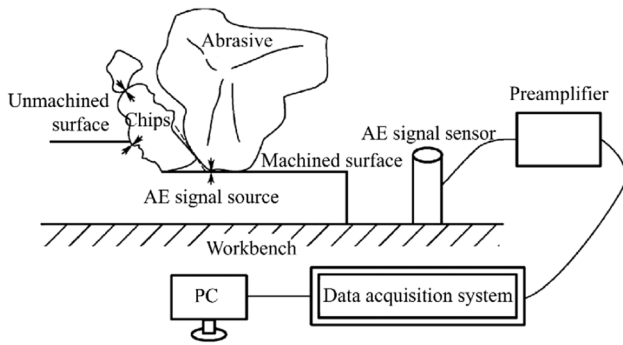 Abrasive
Unmachined
surface
Chips
Preamplifier
AE signal sensor
Machined surface
AE signal source
Workbench
PC
Data acquisition system